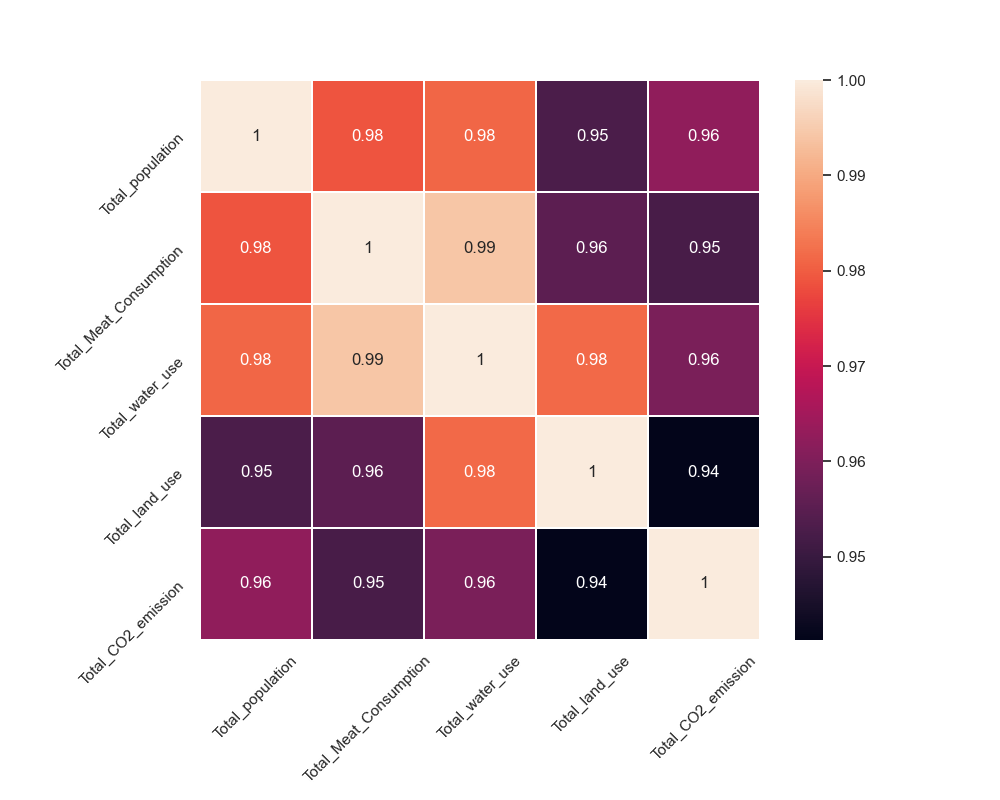 1.00
Total_population 1 0.98 0.98 0.95 0.96
0.99
Total_Meat_Consumption 0.98 1 0.99 0.96 0.95
0.98
Total_water_use 0.98 0.99 1 0.98 0.96
0.97
Total_land_use 0.95 0.96 0.98 1 0.94
0.96
0.95
Total_CO2_emission 0.96 0.95 0.96 0.94 1
Total_population
Total_Meat_Consumption
Total_water_use
Total_land_use
Total_CO2_emission